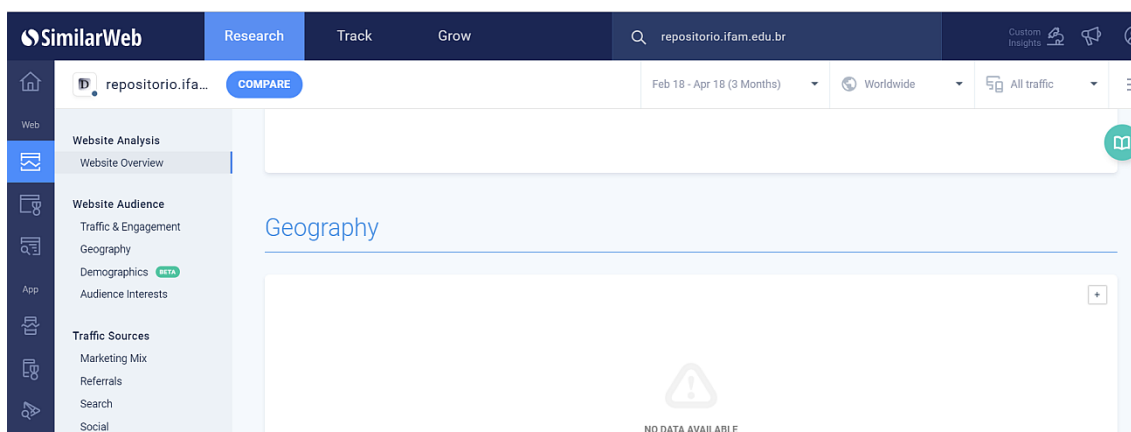 SimilarWeb
Research
Track
Grow
repositorio.ifam.edu.br
Custom
Insights
repositorio.ifa...
COMPARE
Feb 18 - Apr 18 (3 Months)
Worldwide
All traffic
Web
App
Website Analysis
Website Overview
Website Audience
Traffic & Engagement
Geography
Demographics BETA
Audience Interests
Traffic Sources
Marketing Mix
Referrals
Search
Social
Geography
NO DATA AVAILABLE